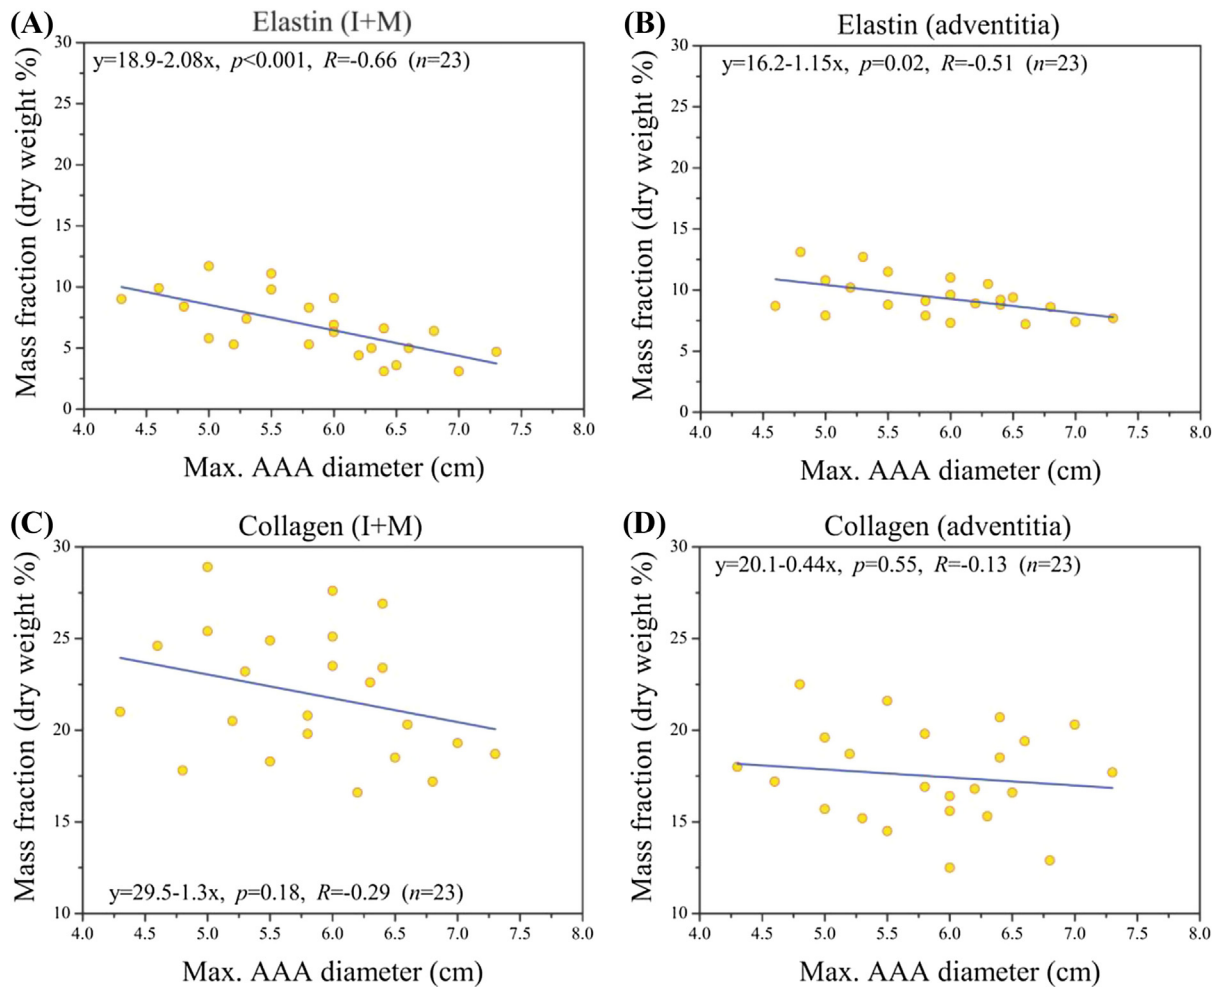 (A) Elastin (I+M)
y=18.9-2.08x, p<0.001, R=-0.66 (n=23)
Mass fraction (dry weight %)
30
25
20
15
10
5
0
4.0 4.5 5.0 5.5 6.0 6.5 7.0 7.5 8.0
Max. AAA diameter (cm)
(B) Elastin (adventitia)
y=16.2-1.15x, p=0.02, R=-0.51 (n=23)
Mass fraction (dry weight %)
30
25
20
15
10
5
0
4.0 4.5 5.0 5.5 6.0 6.5 7.0 7.5 8.0
Max. AAA diameter (cm)
(C) Collagen (I+M)
Mass fraction (dry weight %)
30
25
20
15
10
y=29.5-1.3x, p=0.18, R=-0.29 (n=23)
4.0 4.5 5.0 5.5 6.0 6.5 7.0 7.5 8.0
Max. AAA diameter (cm)
(D) Collagen (adventitia)
y=20.1-0.44x, p=0.55, R=-0.13 (n=23)
Mass fraction (dry weight %)
30
25
20
15
10
4.0 4.5 5.0 5.5 6.0 6.5 7.0 7.5 8.0
Max. AAA diameter (cm)